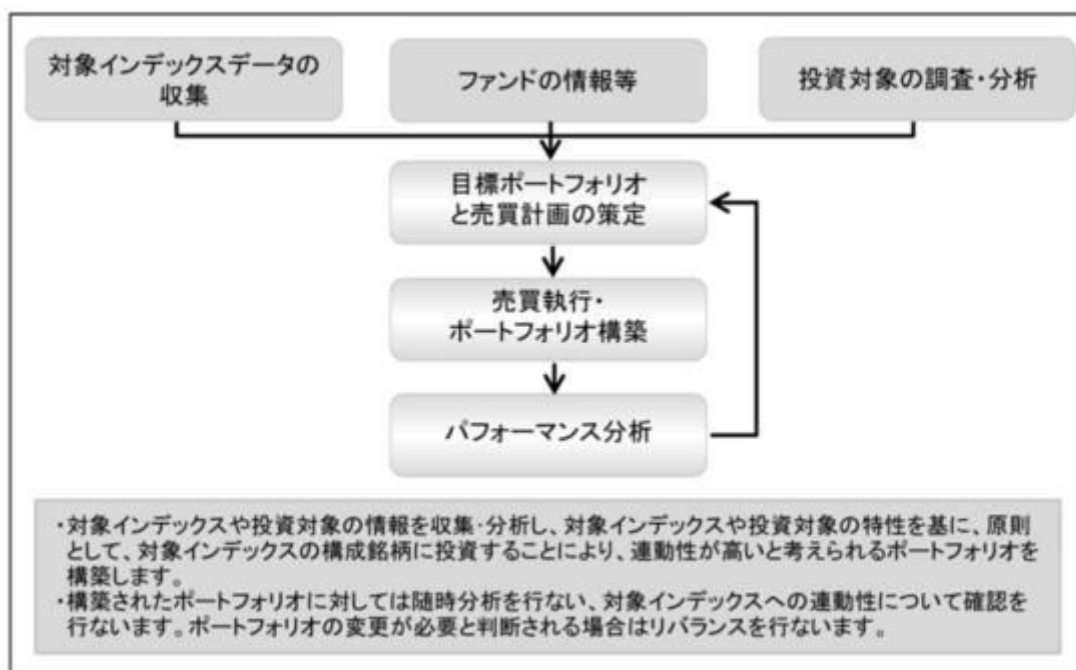 対象インデックスデータの
収集
ファンドの情報等
投資対象の調査・分析
目標ポートフォリオ
と売買計画の策定
売買執行・
ポートフォリオ構築
パフォーマンス分析
・対象インデックスや投資対象の情報を収集・分析し、対象インデックスや投資対象の特性を基に、原則
として、対象インデックスの構成銘柄に投資することにより、連動性が高いと考えられるポートフォリオを
構築します。
・構築されたポートフォリオに対しては随時分析を行ない、対象インデックスへの連動性について確認を
行ないます。ポートフォリオの変更が必要と判断される場合はリバランスを行ないます。